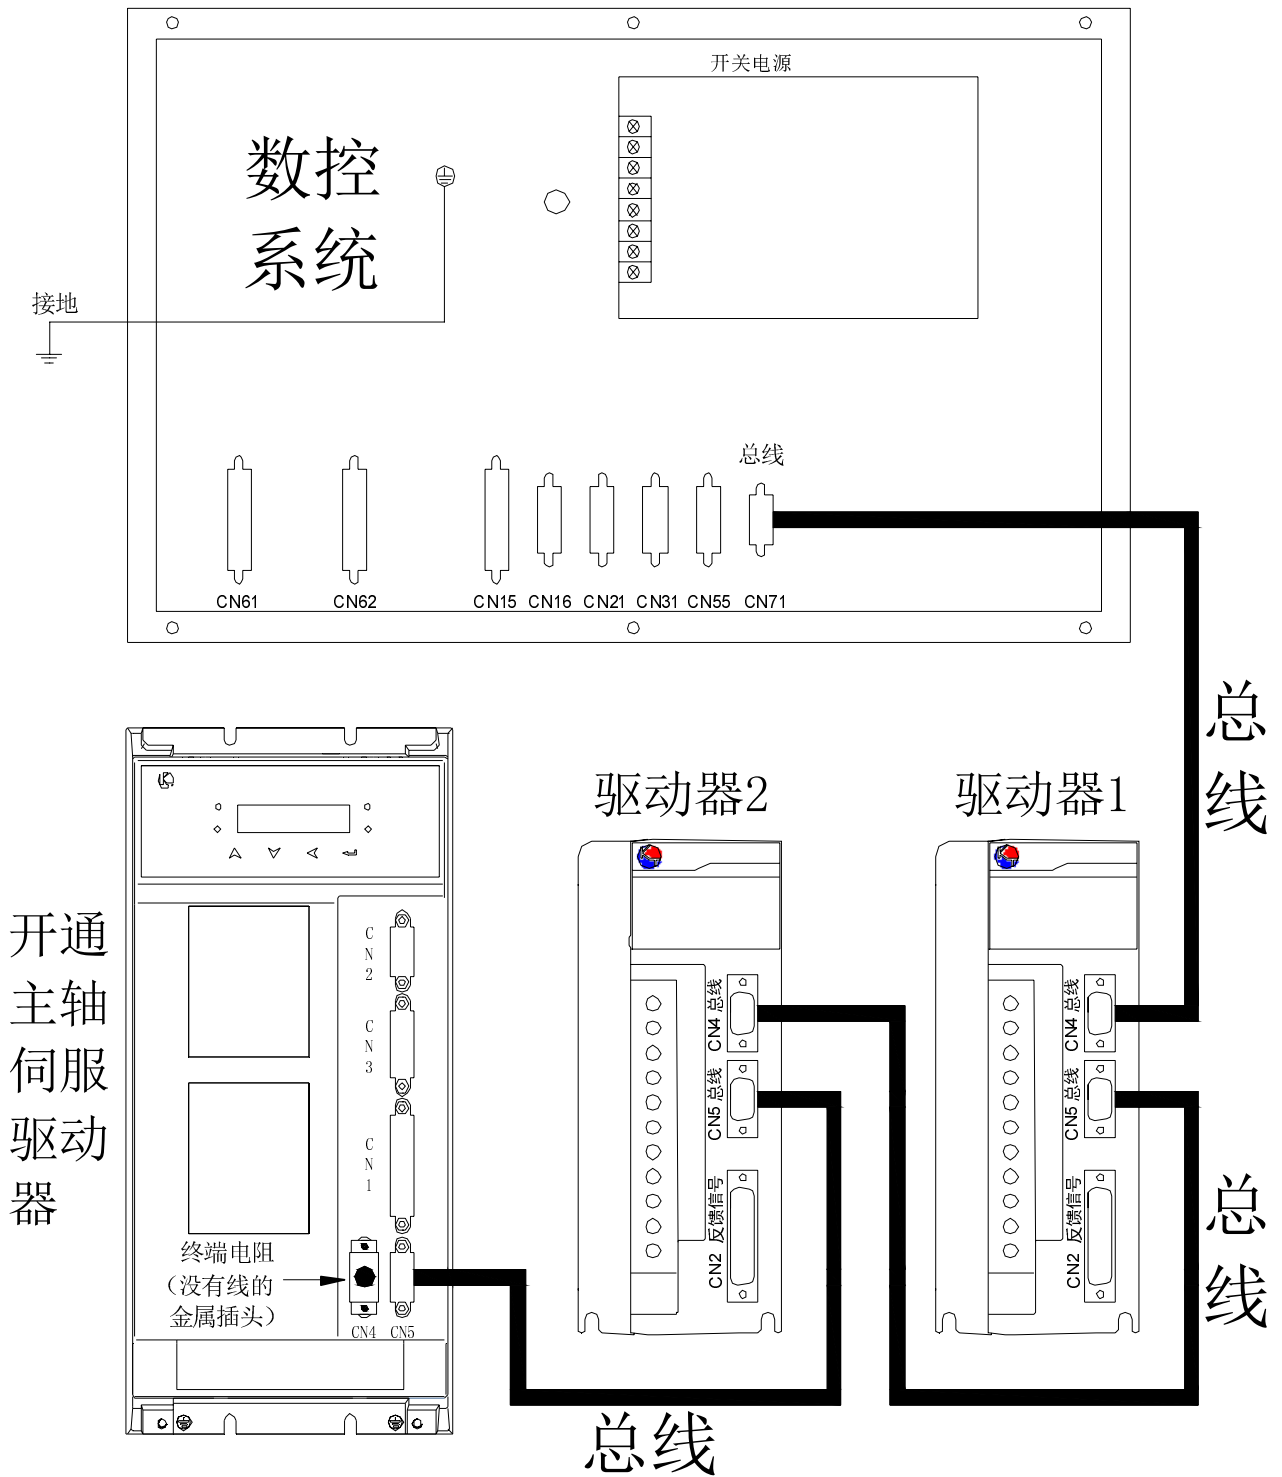 开关电源
数控
系统
接地
总线
CN61
CN62
CN15
CN16
CN21
CN31
CN55
CN71
总
线
驱动器2
驱动器1
开通
主轴
伺服
驱动
器
CN2
CN3
CN1
终端电阻
（没有线的
金属插头）
CN4
CN5
CN4 总线
CN5 总线
CN2 反馈信号
CN4 总线
CN5 总线
CN2 反馈信号
总
线
总线